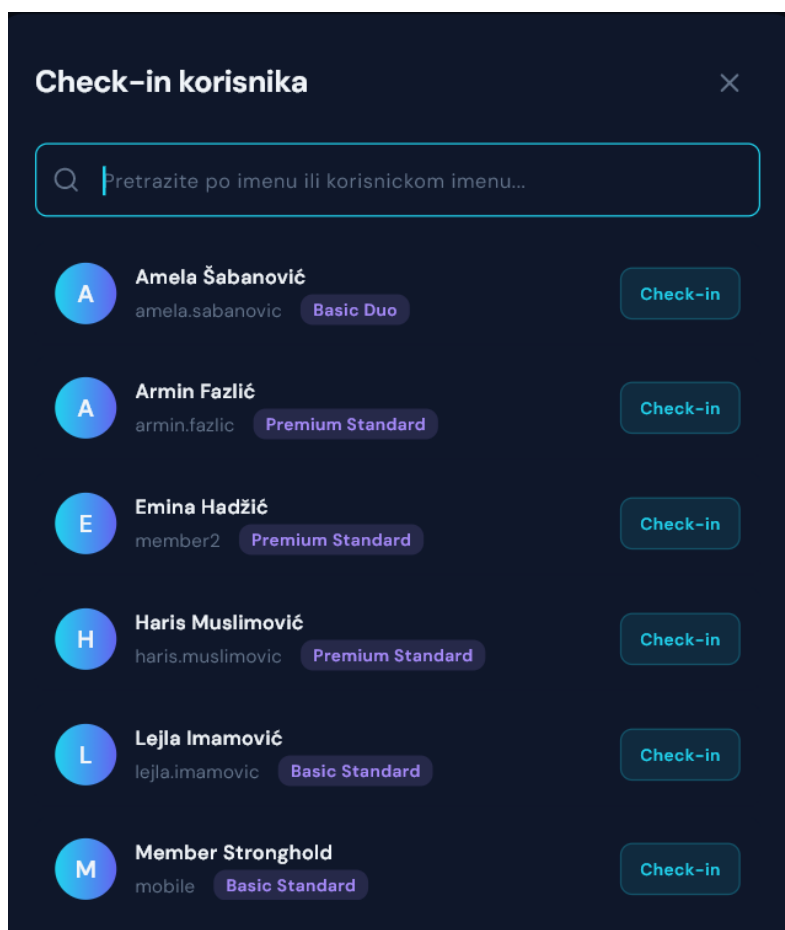 Check-in korisnika
Pretrazite po imenu ili korisnickom imenu...
A
Amela Šabanović
amela.sabanovic Basic Duo
Check-in
A
Armin Fazlić
armin.fazlic Premium Standard
Check-in
E
Emina Hadžić
member2 Premium Standard
Check-in
H
Haris Muslimović
haris.muslimovic Premium Standard
Check-in
L
Lejla Imamović
lejla.imamovic Basic Standard
Check-in
M
Member Stronghold
mobile Basic Standard
Check-in